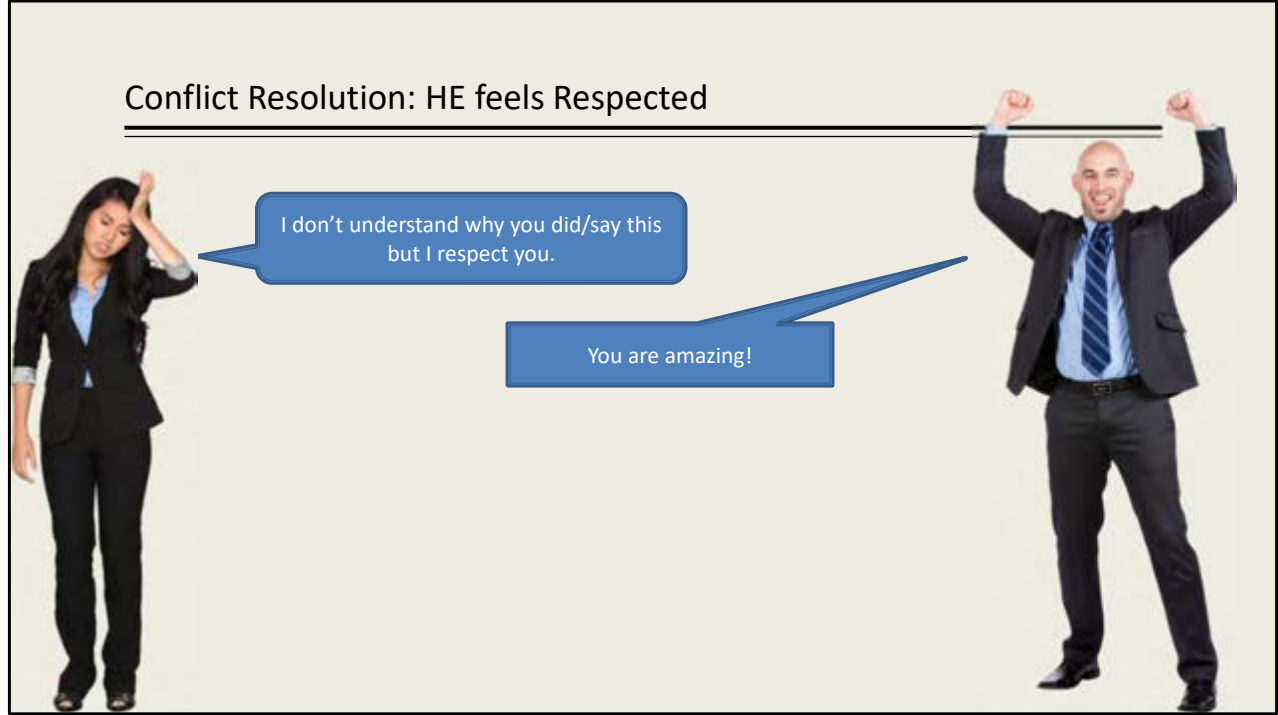 Conflict Resolution: HE feels Respected
I don’t understand why you did/say this
but I respect you.
You are amazing!